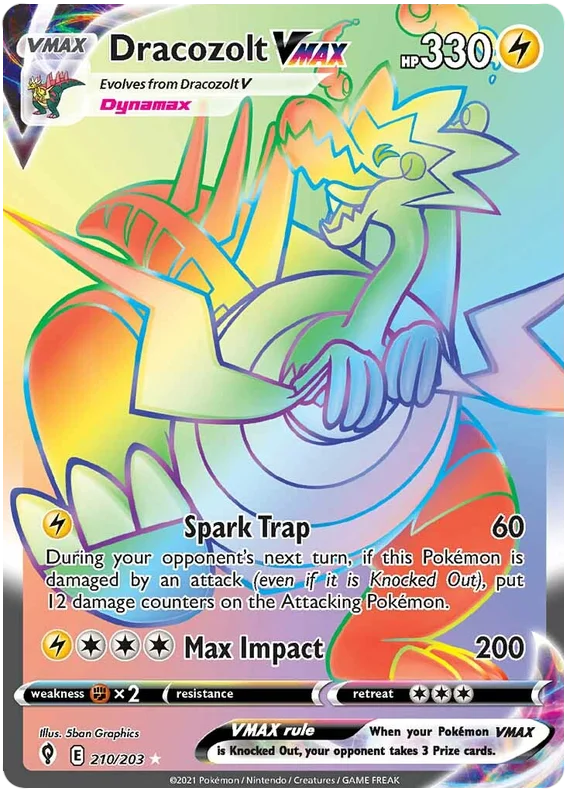 VMAX Dracozolt VMAX HP 330
Evolves from Dracozolt V
Dynamax
Spark Trap 60
During your opponent's next turn, if this Pokémon is
damaged by an attack (even if it is Knocked Out), put
12 damage counters on the Attacking Pokémon.
Max Impact 200
weakness ×2 resistance retreat
Illus. 5ban Graphics
VMAX rule When your Pokémon VMAX
is Knocked Out, your opponent takes 3 Prize cards.
E 210/203
©2021 Pokémon / Nintendo / Creatures / GAME FREAK